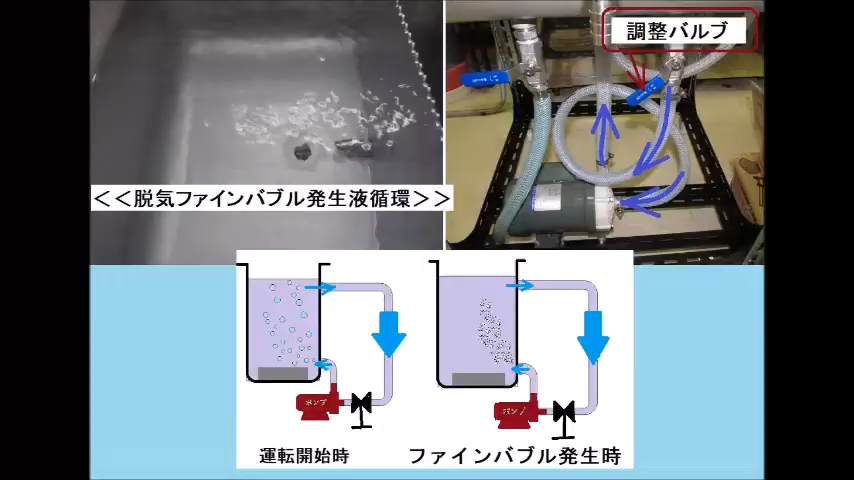 調整バルブ
<<脱気ファインバブル発生液循環>>
ポンプ
ポンプ
運転開始時
ファインバブル発生時